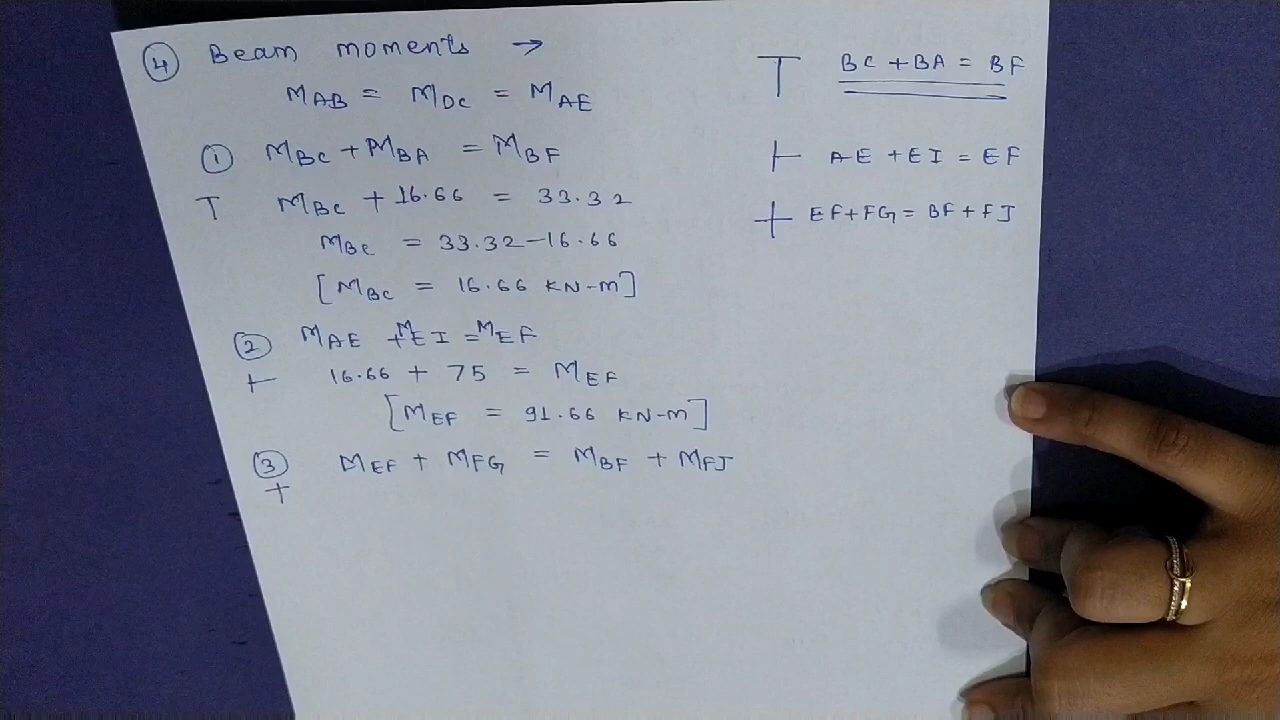 ④ Beam moments →
MAB = MDC = MAE
① MBC + MBA = MBF
T MBC + 16.66 = 33.32
MBC = 33.32-16.66
[MBC = 16.66 KN-m]
② MAE + MEI = MEF
⊢ 16.66 + 75 = MEF
[MEF = 91.66 KN-m]
③ MEF + MFG = MBF + MFJ
+
T BC + BA = BF
⊢ AE + EI = EF
+ EF + FG = BF + FJ